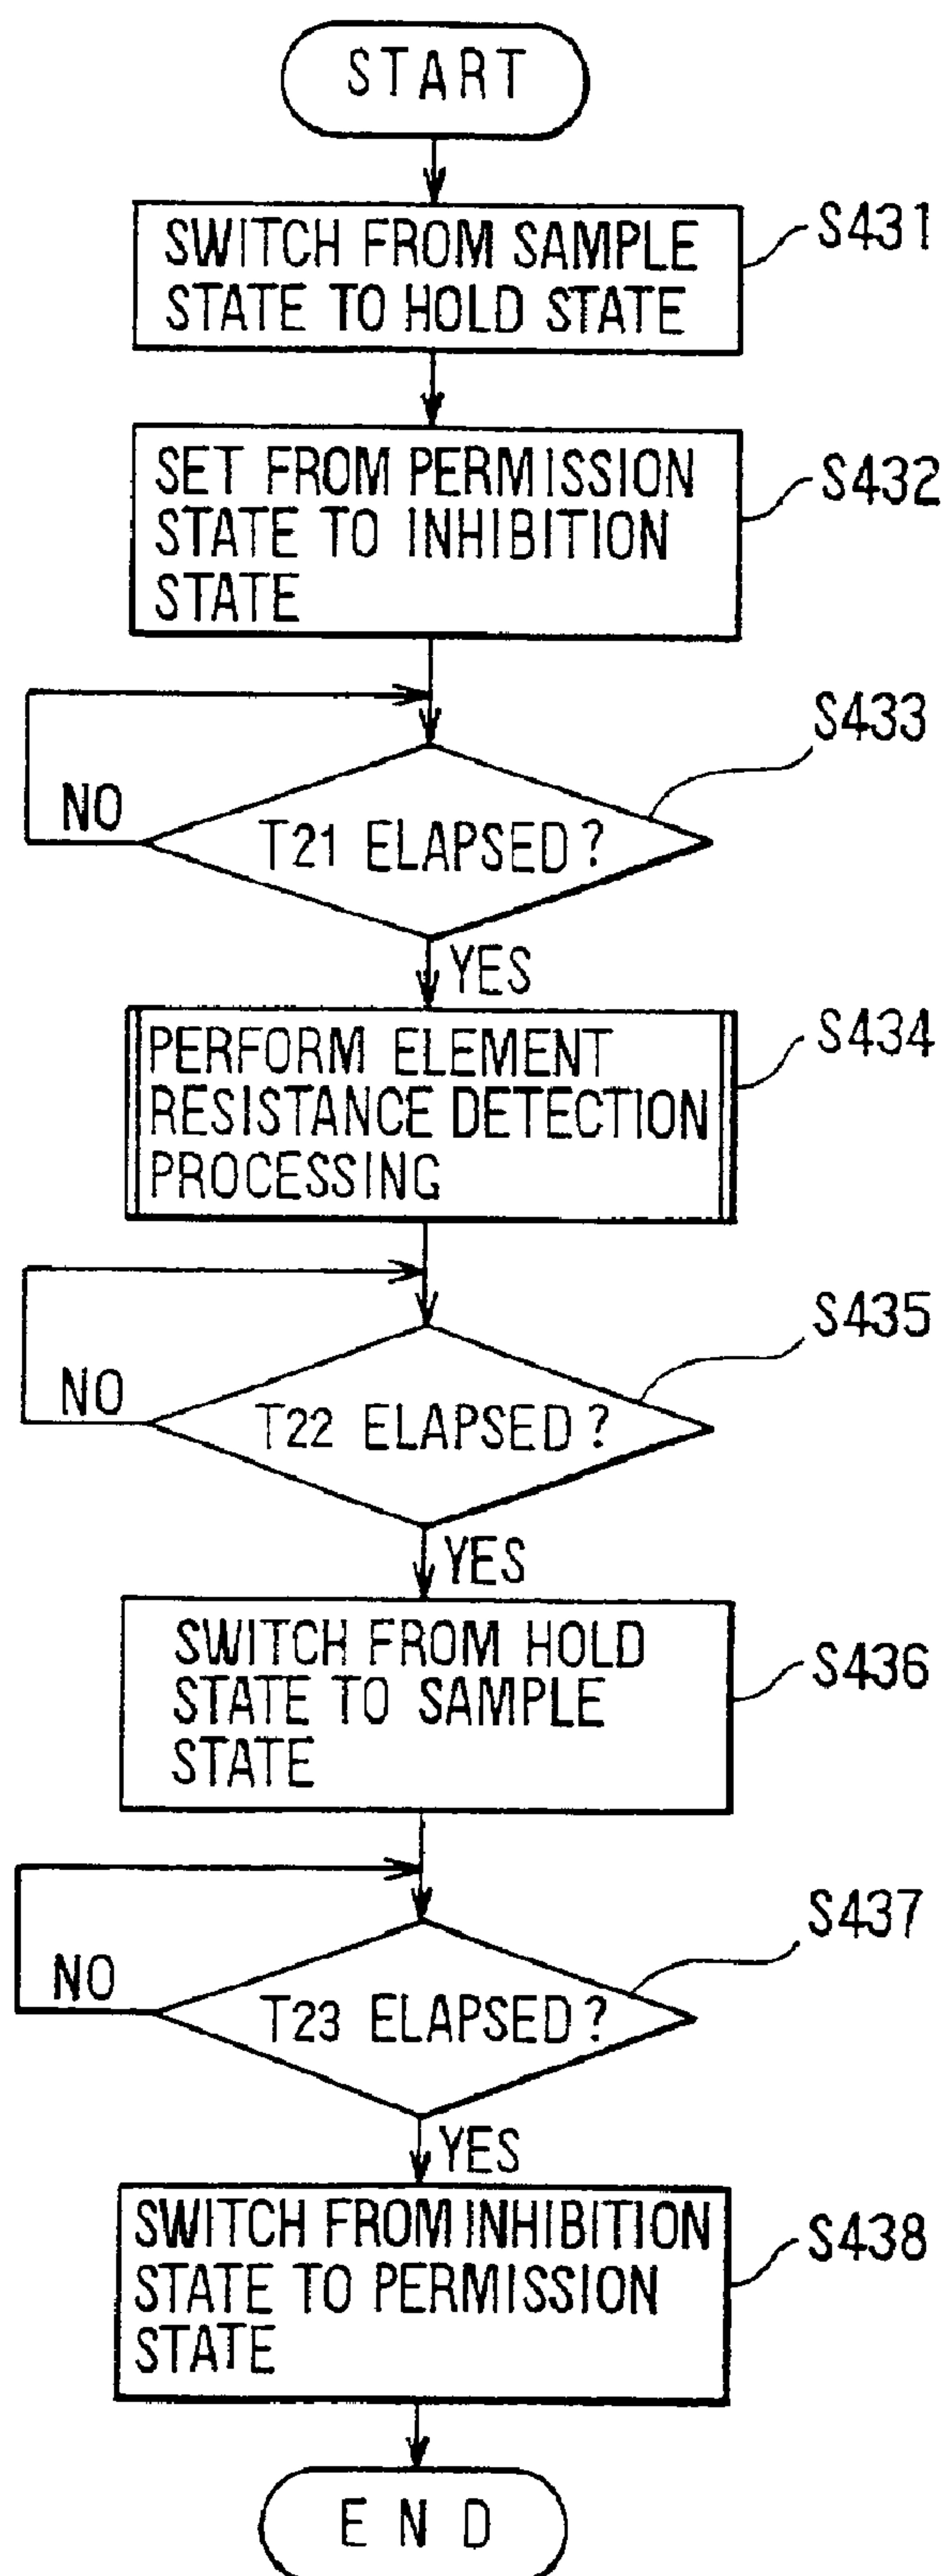 START
SWITCH FROM SAMPLE
STATE TO HOLD STATE
S431
SET FROM PERMISSION
STATE TO INHIBITION
STATE
S432
S433
NO
T21 ELAPSED?
YES
PERFORM ELEMENT
RESISTANCE DETECTION
PROCESSING
S434
S435
NO
T22 ELAPSED?
YES
SWITCH FROM HOLD
STATE TO SAMPLE
STATE
S436
S437
NO
T23 ELAPSED?
YES
SWITCH FROM INHIBITION
STATE TO PERMISSION
STATE
S438
END